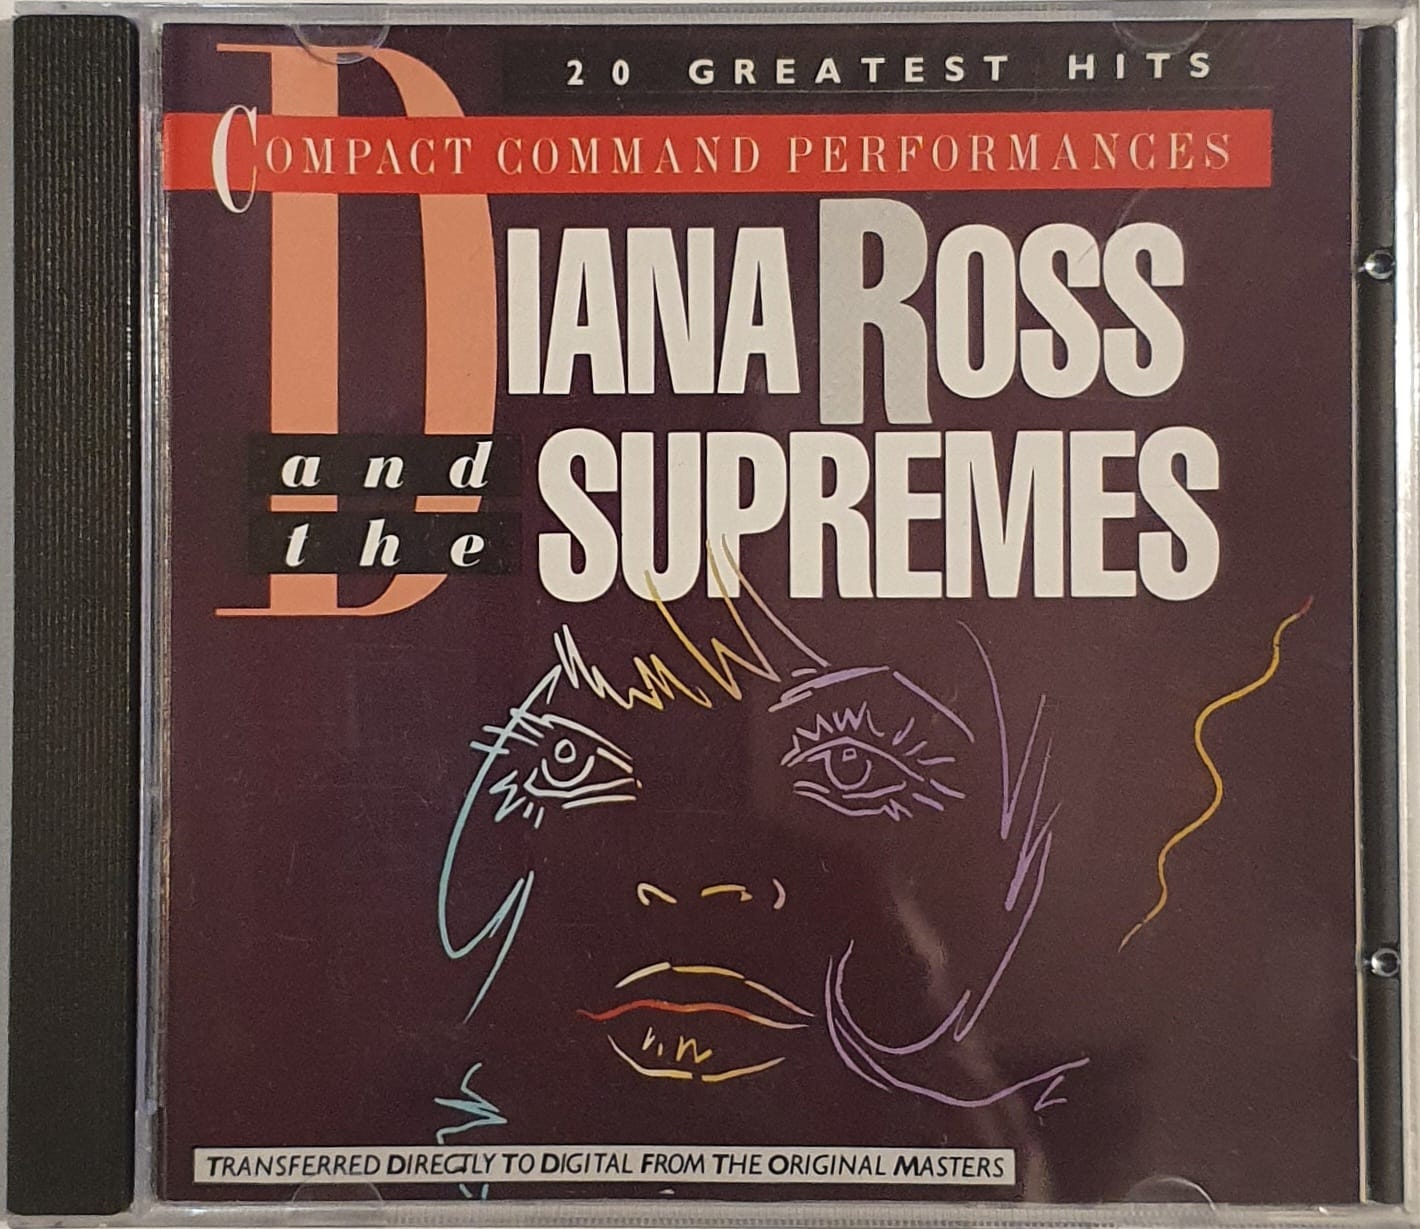 20 GREATEST HITS
COMPACT COMMAND PERFORMANCES
DIANA ROSS
and
the
SUPREMES
TRANSFERRED DIRECTLY TO DIGITAL FROM THE ORIGINAL MASTERS